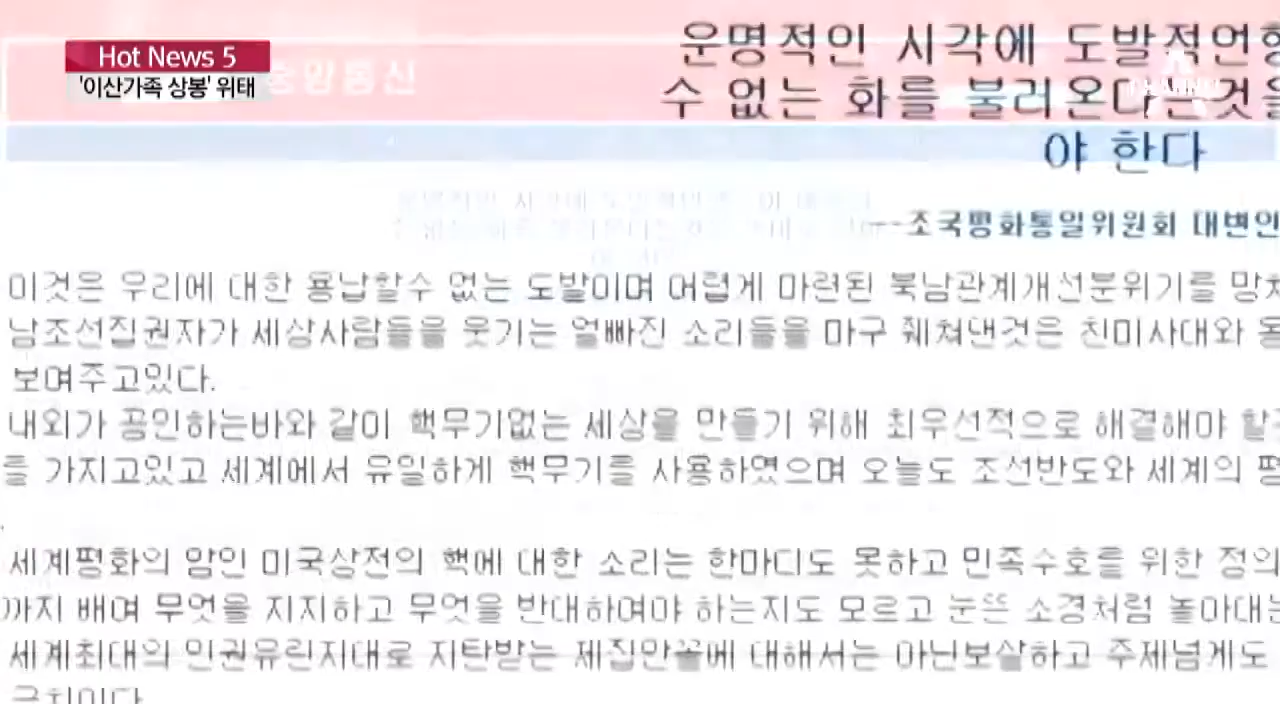 Hot News 5
'이산가족 상봉' 위태
중앙통신
CHANNEL A
운명적인 시각에 도발적언행
수 없는 화를 불러온다는것을
야 한다
--조국평화통일위원회 대변인
이것은 우리에 대한 용납할수 없는 도발이며 어렵게 마련된 북남관계개선분위기를 망쳐
남조선집권자가 세상사람들을 웃기는 얼빠진 소리들을 마구 줴쳐낸것은 친미사대와 동
보여주고있다.
내외가 공인하는바와 같이 핵무기없는 세상을 만들기 위해 최우선적으로 해결해야 할
를 가지고있고 세계에서 유일하게 핵무기를 사용하였으며 오늘도 조선반도와 세계의 평
.
세계평화의 암인 미국상전의 핵에 대한 소리는 한마디도 못하고 민족수호를 위한 정의
까지 배여 무엇을 지지하고 무엇을 반대하여야 하는지도 모르고 눈뜬 소경처럼 놀아대는
세계최대의 인권유린지대로 지탄받는 제집안꼴에 대해서는 아닌보살하고 주제넘게도
극치이다.